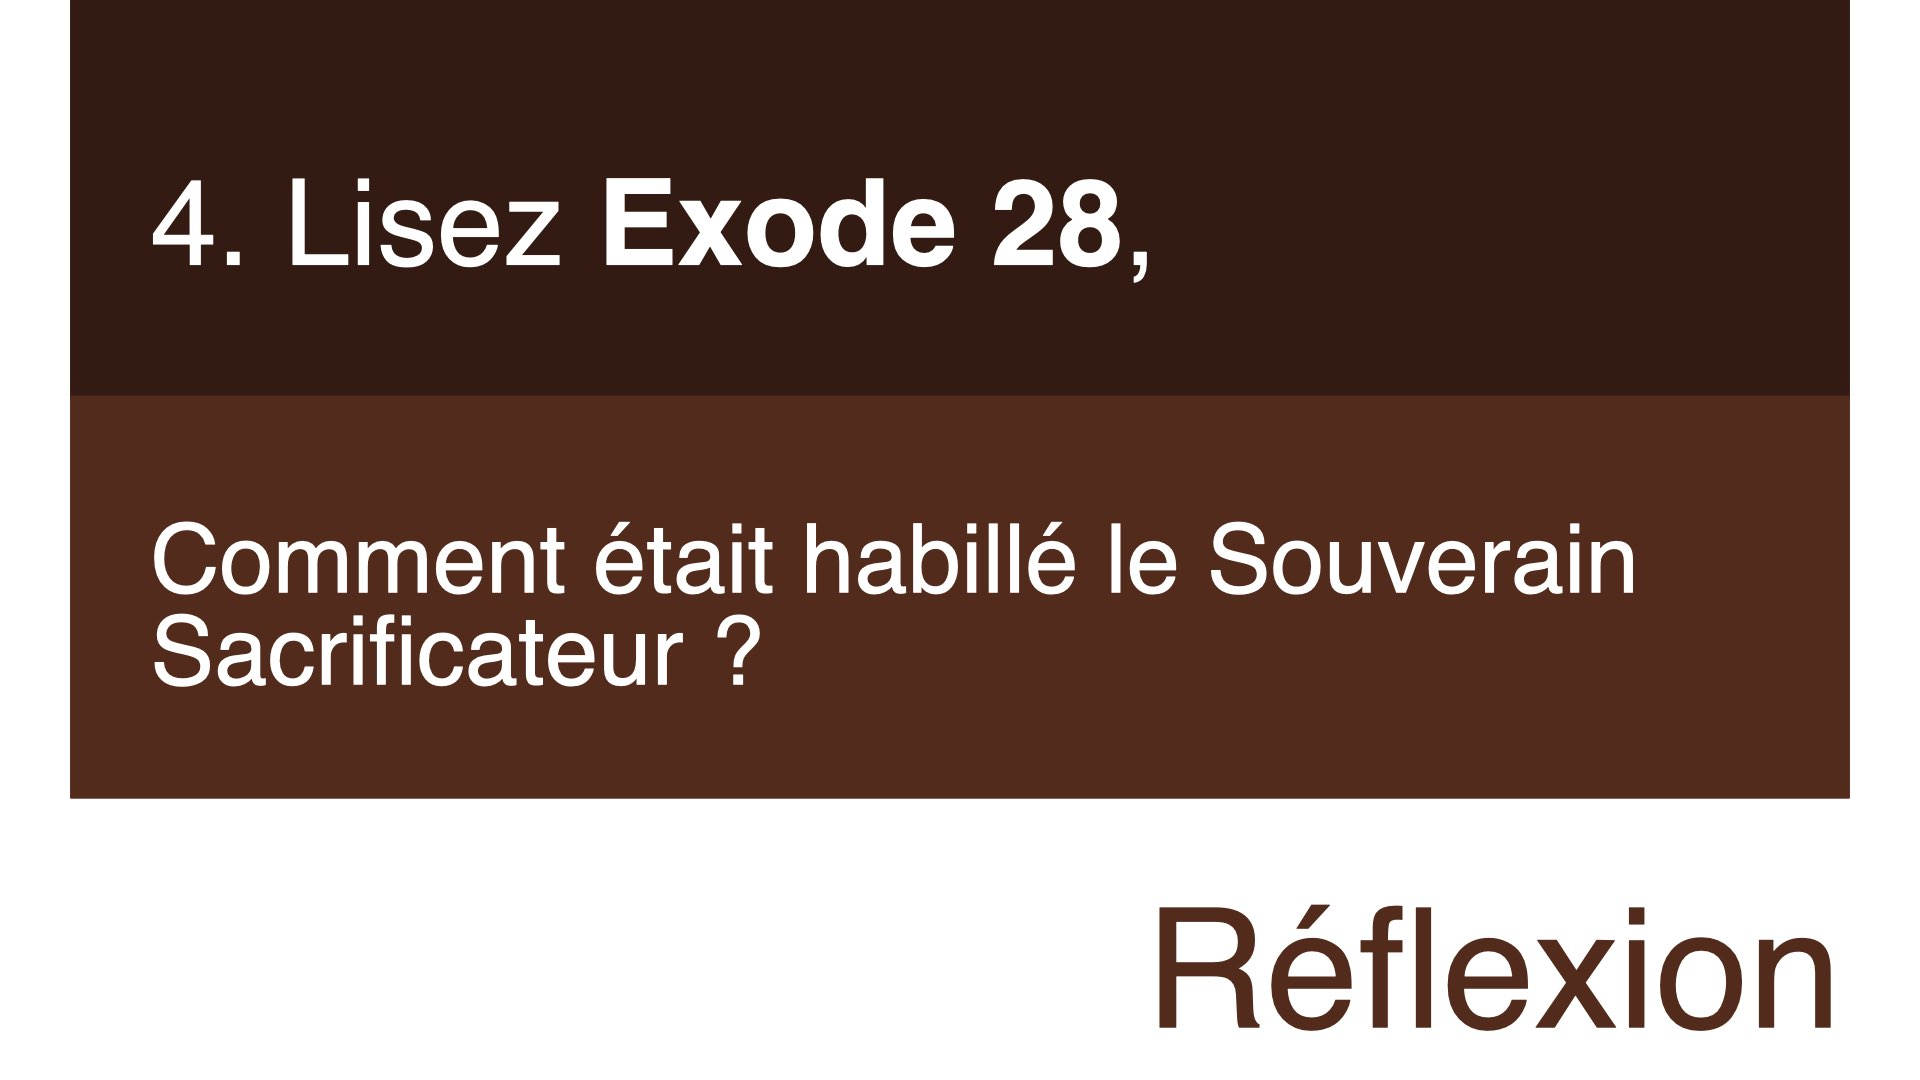 4. Lisez Exode 28,
Comment était habillé le Souverain
Sacrificateur ?
Réflexion